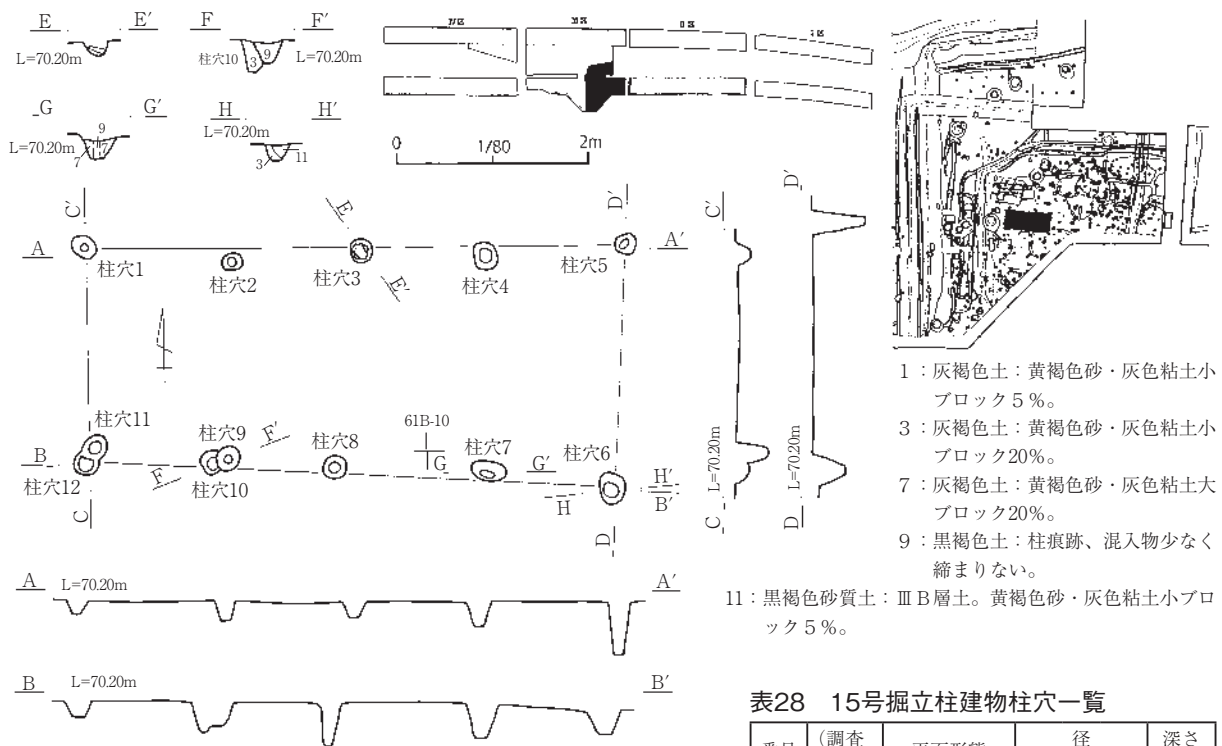 E E′ F F′
L=70.20m
柱穴10 3 9
G G′ H H′
L=70.20m
9
L=70.20m
7 7
3 11
0 1/80 2m
C′ D′ C′ D′
E
A A′
柱穴1 柱穴2 柱穴3 柱穴4 柱穴5
E′
柱穴11 柱穴9 F′ 柱穴8 61B-10 柱穴7 柱穴6
B G G′ H′
柱穴12 F 柱穴10 H B′
C D
L=70.20m L=70.20m
C D
1：灰褐色土：黄褐色砂・灰色粘土小
ブロック５％。
3：灰褐色土：黄褐色砂・灰色粘土小
ブロック20％。
7：灰褐色土：黄褐色砂・灰色粘土大
ブロック20％。
9：黒褐色土：柱痕跡、混入物少なく
締まりない。
11：黒褐色砂質土：ⅢＢ層土。黄褐色砂・灰色粘土小ブロ
ック５％。
A L=70.20m A′
B L=70.20m B′
表28　15号掘立柱建物柱穴一覧
（調査 径 深さ